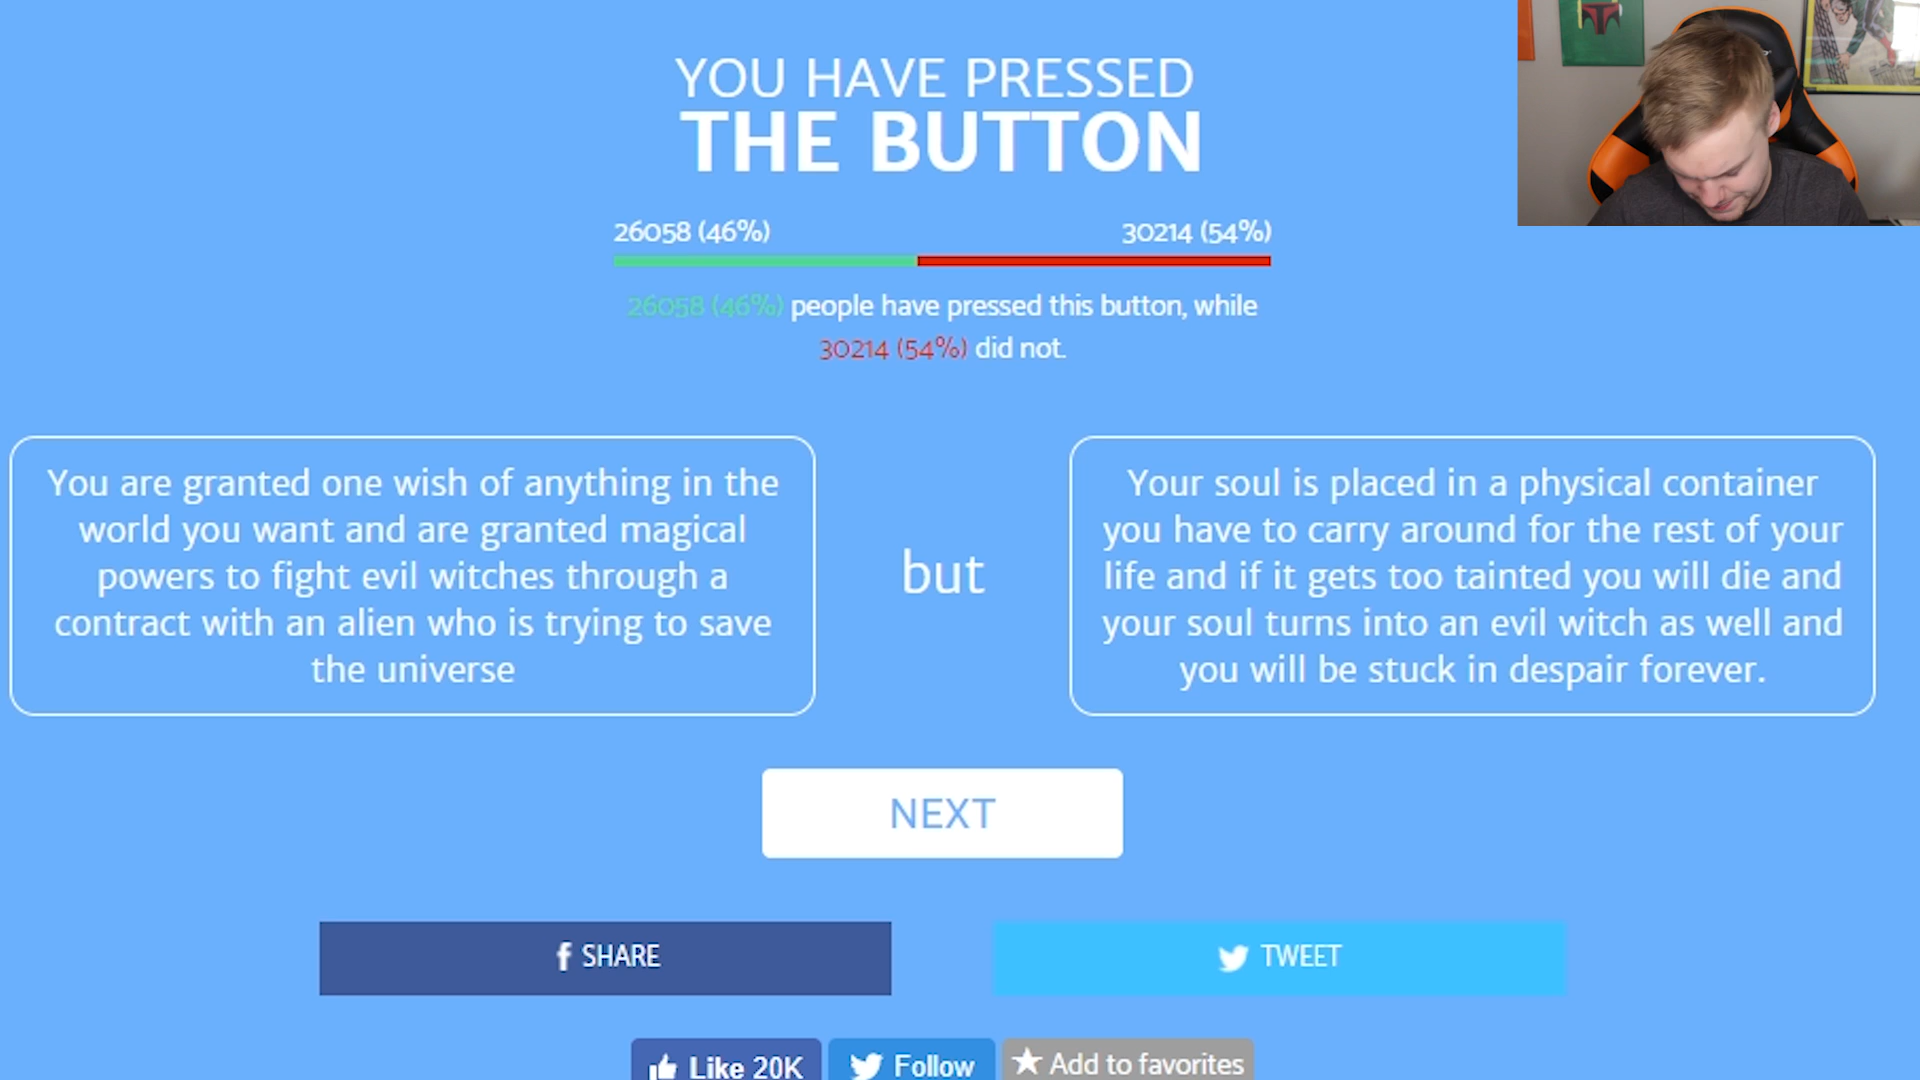 YOU HAVE PRESSED
THE BUTTON
26058 (46%)
30214 (54%)
26058 (46%) people have pressed this button, while
30214 (54%) did not.
You are granted one wish of anything in the
world you want and are granted magical
powers to fight evil witches through a
contract with an alien who is trying to save
the universe
but
Your soul is placed in a physical container
you have to carry around for the rest of your
life and if it gets too tainted you will die and
your soul turns into an evil witch as well and
you will be stuck in despair forever.
NEXT
SHARE
TWEET
Like 20K
Follow
Add to favorites